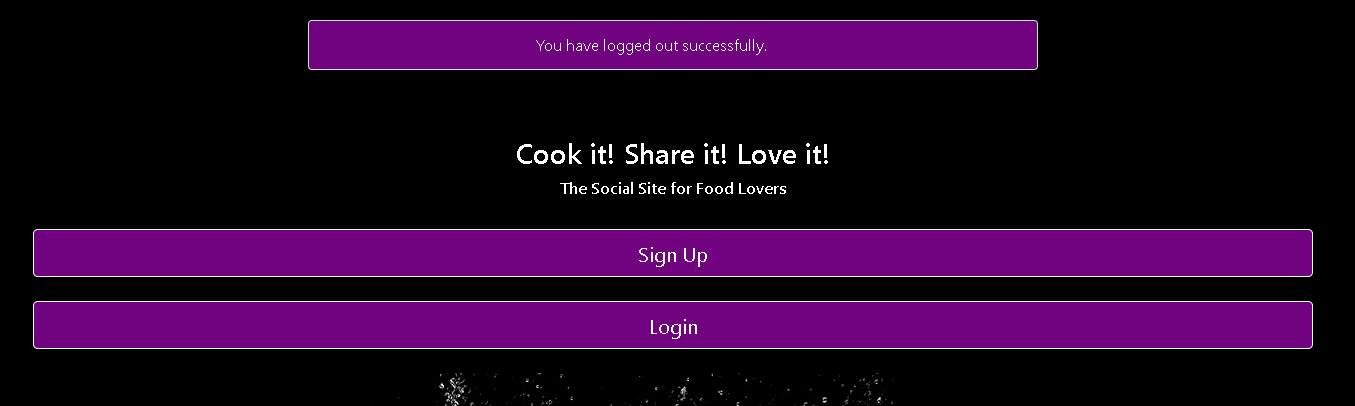 You have logged out successfully.
Cook it! Share it! Love it!
The Social Site for Food Lovers
Sign Up
Login